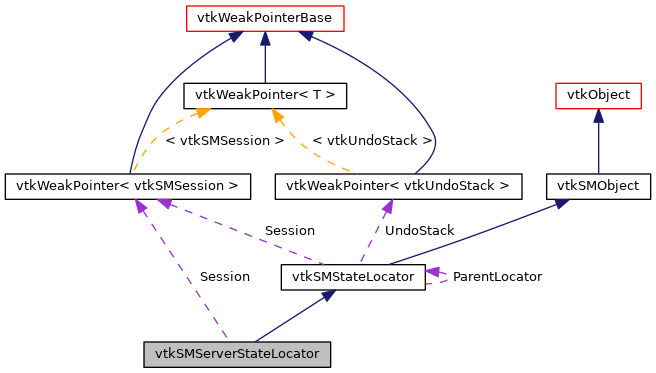 vtkWeakPointerBase
vtkWeakPointer< T >
vtkObject
< vtkSMSession >
< vtkUndoStack >
vtkWeakPointer< vtkSMSession >
vtkWeakPointer< vtkUndoStack >
vtkSMObject
Session
UndoStack
Session
vtkSMStateLocator
ParentLocator
vtkSMServerStateLocator